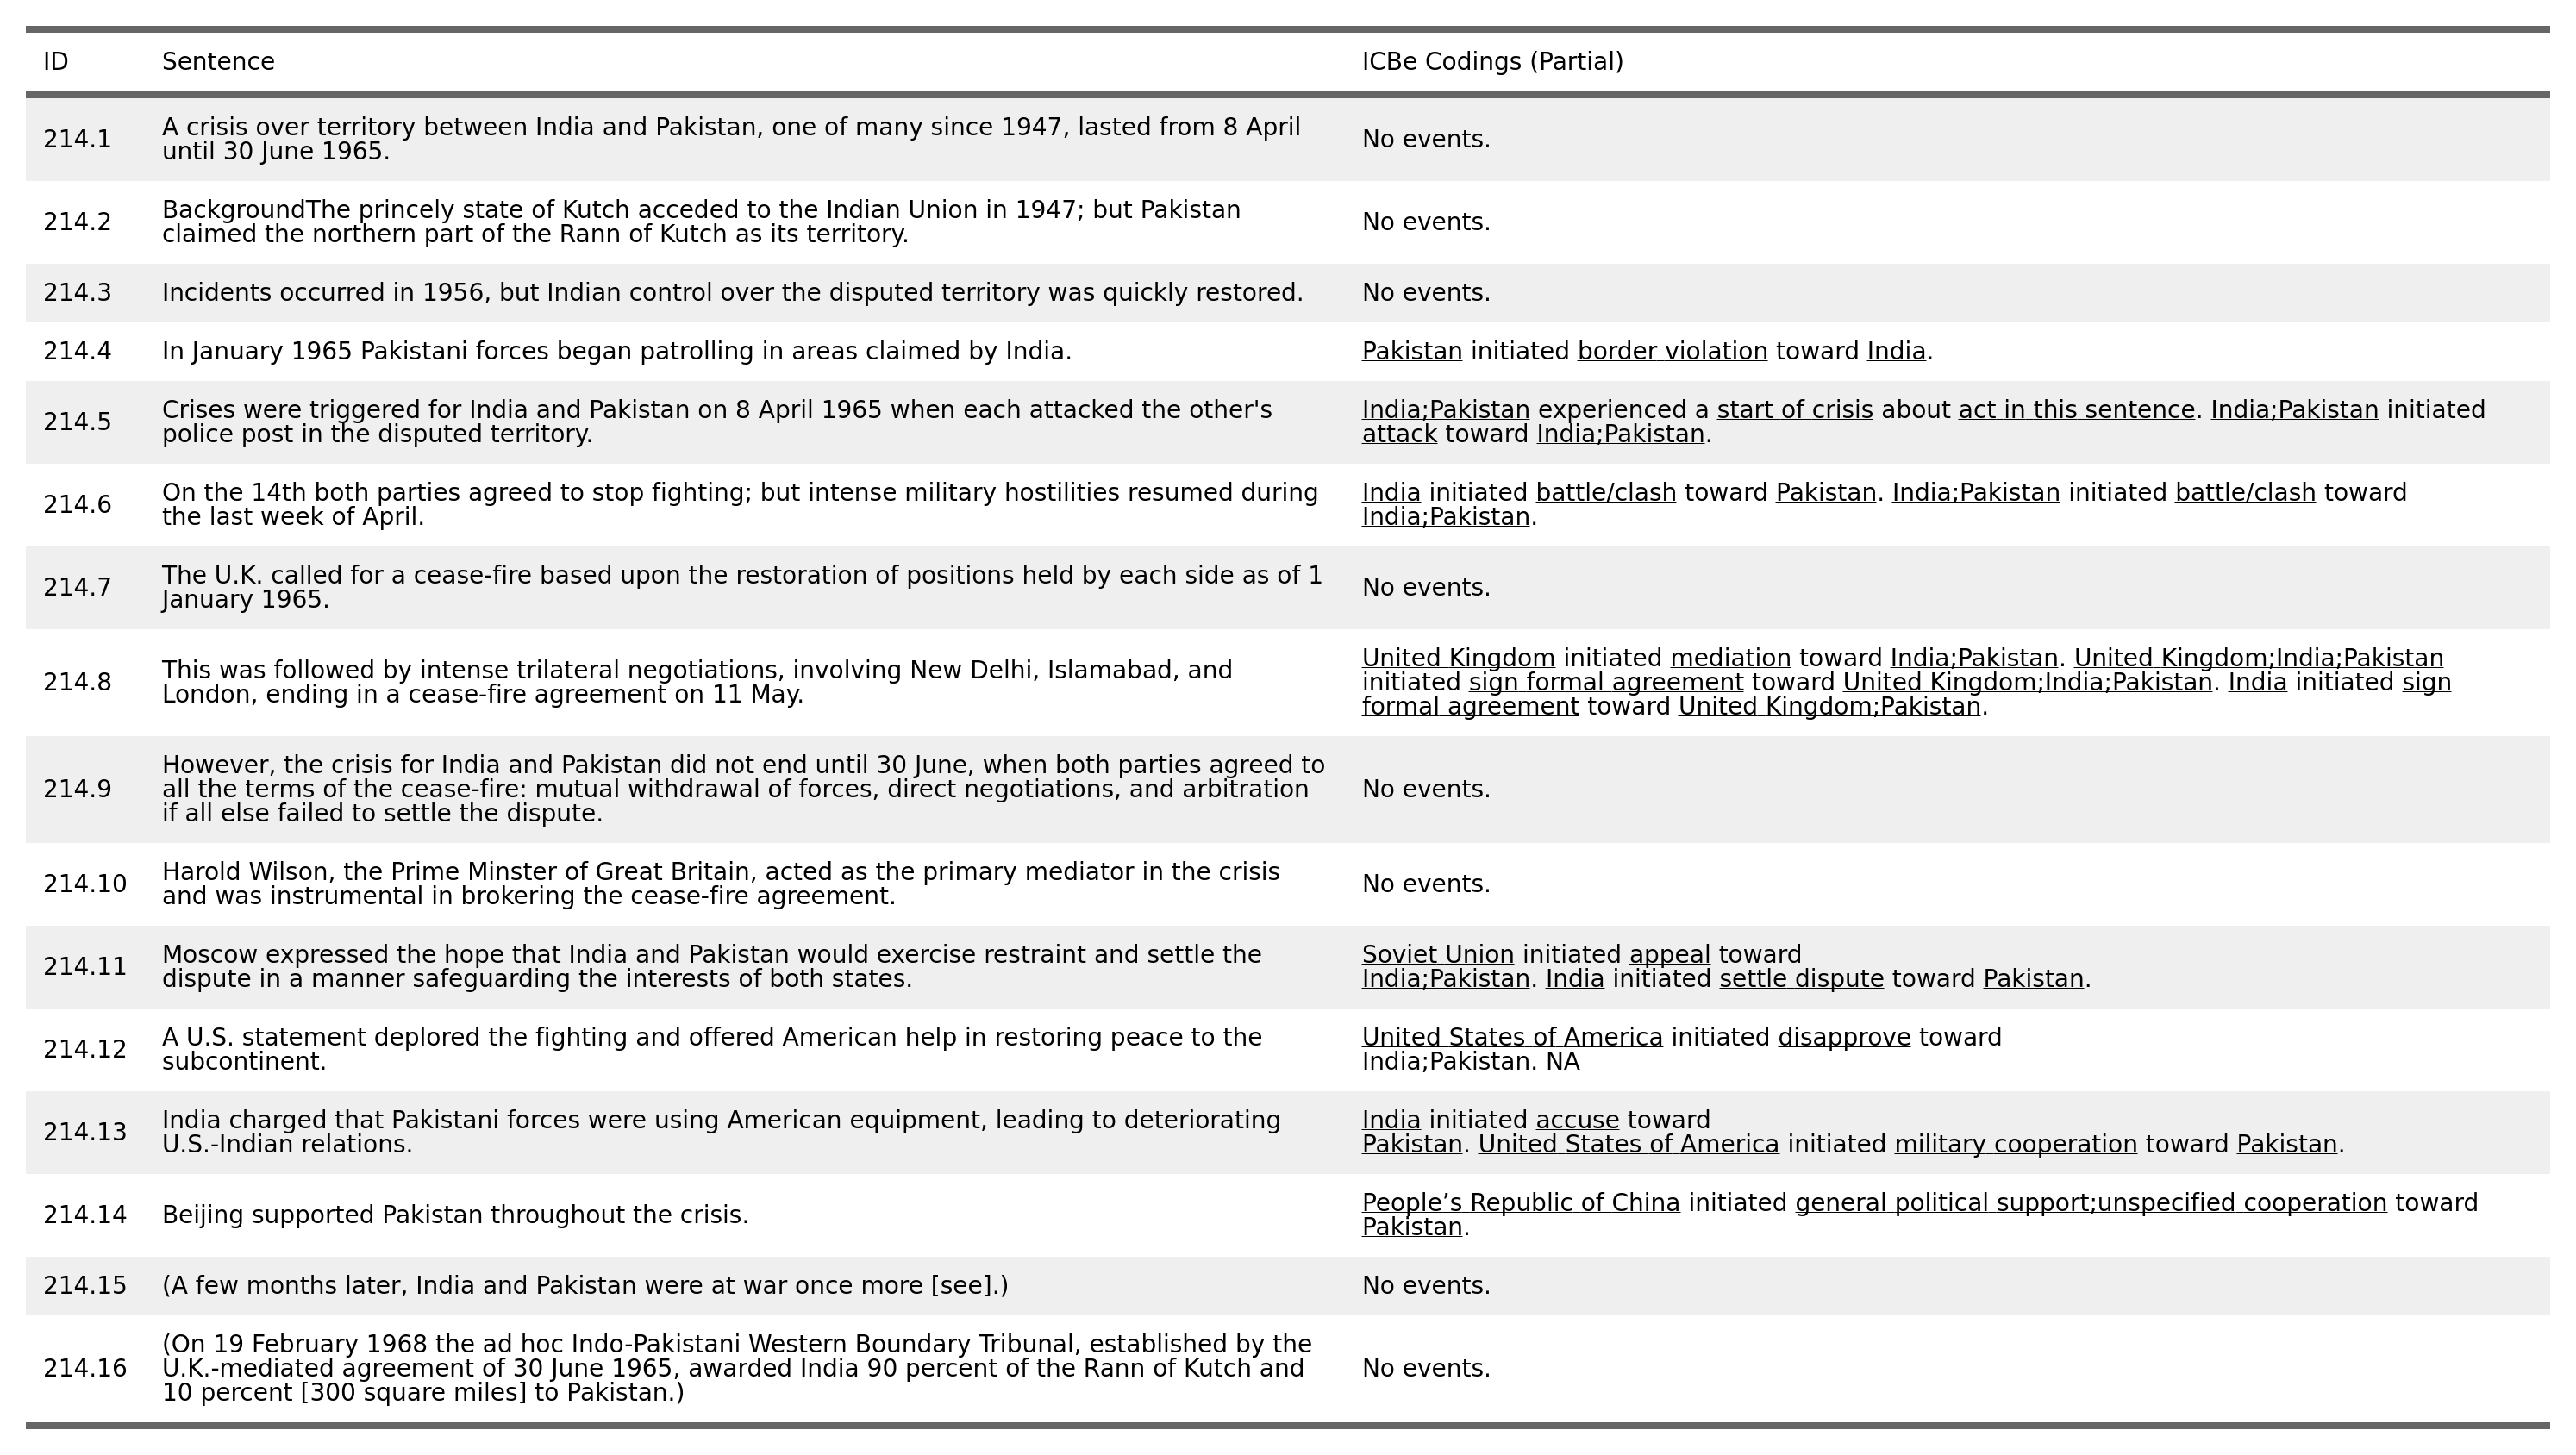 ID Sentence ICBe Codings (Partial)
214.1 A crisis over territory between India and Pakistan, one of many since 1947, lasted from 8 April
until 30 June 1965.
No events.
214.2 BackgroundThe princely state of Kutch acceded to the Indian Union in 1947; but Pakistan
claimed the northern part of the Rann of Kutch as its territory.
No events.
214.3 Incidents occurred in 1956, but Indian control over the disputed territory was quickly restored. No events.
214.4 In January 1965 Pakistani forces began patrolling in areas claimed by India. Pakistan initiated border violation toward India.
214.5 Crises were triggered for India and Pakistan on 8 April 1965 when each attacked the other's
police post in the disputed territory.
India;Pakistan experienced a start of crisis about act in this sentence. India;Pakistan initiated
attack toward India;Pakistan.
214.6 On the 14th both parties agreed to stop fighting; but intense military hostilities resumed during
the last week of April.
India initiated battle/clash toward Pakistan. India;Pakistan initiated battle/clash toward
India;Pakistan.
214.7 The U.K. called for a cease-fire based upon the restoration of positions held by each side as of 1
January 1965.
No events.
214.8 This was followed by intense trilateral negotiations, involving New Delhi, Islamabad, and
London, ending in a cease-fire agreement on 11 May.
United Kingdom initiated mediation toward India;Pakistan. United Kingdom;India;Pakistan
initiated sign formal agreement toward United Kingdom;India;Pakistan. India initiated sign
formal agreement toward United Kingdom;Pakistan.
214.9 However, the crisis for India and Pakistan did not end until 30 June, when both parties agreed to
all the terms of the cease-fire: mutual withdrawal of forces, direct negotiations, and arbitration
if all else failed to settle the dispute.
No events.
214.10 Harold Wilson, the Prime Minster of Great Britain, acted as the primary mediator in the crisis
and was instrumental in brokering the cease-fire agreement.
No events.
214.11 Moscow expressed the hope that India and Pakistan would exercise restraint and settle the
dispute in a manner safeguarding the interests of both states.
Soviet Union initiated appeal toward
India;Pakistan. India initiated settle dispute toward Pakistan.
214.12 A U.S. statement deplored the fighting and offered American help in restoring peace to the
subcontinent.
United States of America initiated disapprove toward
India;Pakistan. NA
214.13 India charged that Pakistani forces were using American equipment, leading to deteriorating
U.S.-Indian relations.
India initiated accuse toward
Pakistan. United States of America initiated military cooperation toward Pakistan.
214.14 Beijing supported Pakistan throughout the crisis.
People’s Republic of China initiated general political support;unspecified cooperation toward
Pakistan.
214.15 (A few months later, India and Pakistan were at war once more [see].) No events.
214.16 (On 19 February 1968 the ad hoc Indo-Pakistani Western Boundary Tribunal, established by the
U.K.-mediated agreement of 30 June 1965, awarded India 90 percent of the Rann of Kutch and
10 percent [300 square miles] to Pakistan.)
No events.